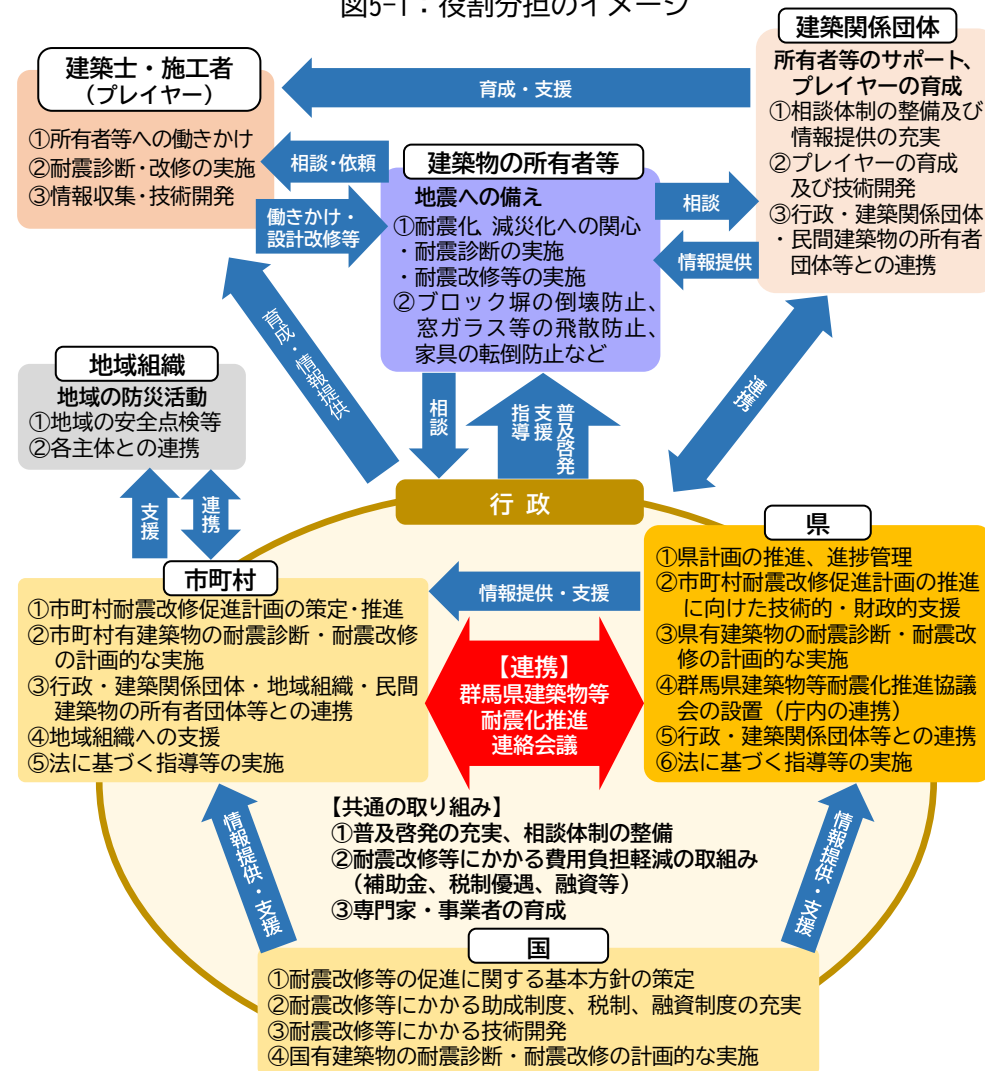 図5-1：役割分担のイメージ
建築士・施工者
（プレイヤー）
①所有者等への働きかけ
②耐震診断・改修の実施
③情報収集・技術開発
育成・支援
建築関係団体
所有者等のサポート、
プレイヤーの育成
①相談体制の整備及び
情報提供の充実
②プレイヤーの育成
及び技術開発
③行政・建築関係団体
・民間建築物の所有者
団体等との連携
相談・依頼
働きかけ・
設計改修等
建築物の所有者等
地震への備え
①耐震化、減災化への関心
・耐震診断の実施
・耐震改修等の実施
②ブロック塀の倒壊防止、
窓ガラス等の飛散防止、
家具の転倒防止など
相談
情報提供
育成・情報提供
地域組織
地域の防災活動
①地域の安全点検等
②各主体との連携
相談
普及啓発
支援
指導
連携
支援
連携
行政
市町村
①市町村耐震改修促進計画の策定・推進
②市町村有建築物の耐震診断・耐震改修
の計画的な実施
③行政・建築関係団体・地域組織・民間
建築物の所有者団体等との連携
④地域組織への支援
⑤法に基づく指導等の実施
情報提供・支援
【連携】
群馬県建築物等
耐震化推進
連絡会議
県
①県計画の推進、進捗管理
②市町村耐震改修促進計画の推進
に向けた技術的・財政的支援
③県有建築物の耐震診断・耐震改
修の計画的な実施
④群馬県建築物等耐震化推進協議
会の設置（庁内の連携）
⑤行政・建築関係団体等との連携
⑥法に基づく指導等の実施
【共通の取り組み】
①普及啓発の充実、相談体制の整備
②耐震改修等にかかる費用負担軽減の取組み
（補助金、税制優遇、融資等）
③専門家・事業者の育成
情報提供・支援
情報提供・支援
国
①耐震改修等の促進に関する基本方針の策定
②耐震改修等にかかる助成制度、税制、融資制度の充実
③耐震改修等にかかる技術開発
④国有建築物の耐震診断・耐震改修の計画的な実施